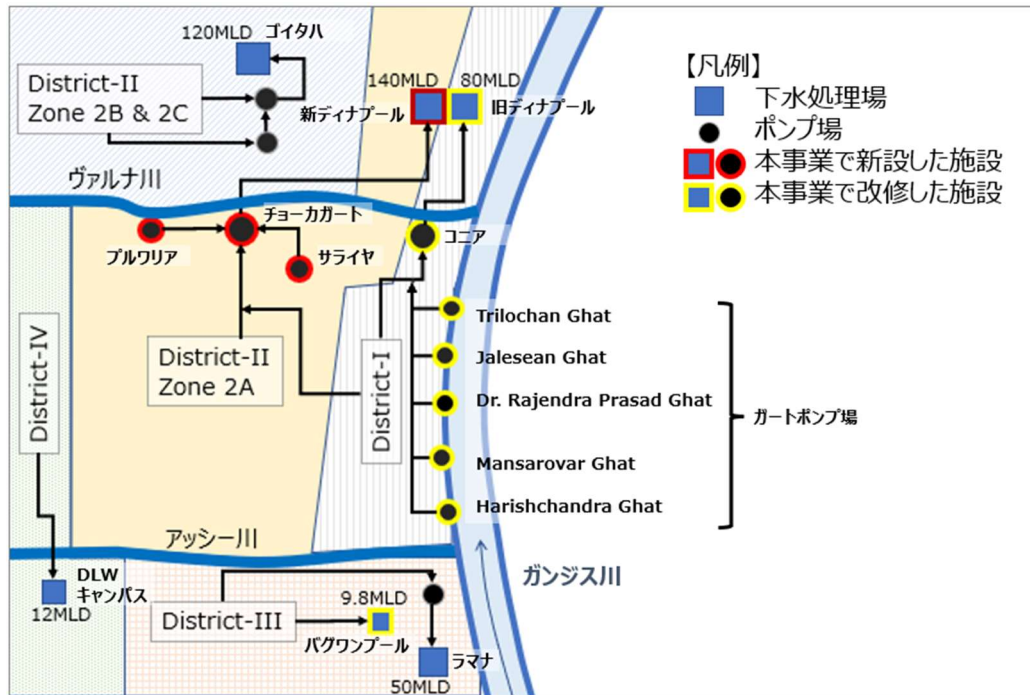 120MLD
ゴイタハ
District-II
Zone 2B & 2C
140MLD
80MLD
新ディナプール
旧ディナプール
【凡例】
下水処理場
ポンプ場
本事業で新設した施設
本事業で改修した施設
ヴァルナ川
チョーカガート
プルワリア
サライヤ
コニア
District-IV
District-II
Zone 2A
District-I
Trilochan Ghat
Jalesean Ghat
Dr. Rajendra Prasad Ghat
Mansarovar Ghat
Harishchandra Ghat
ガートポンプ場
アッシー川
ガンジス川
DLW
キャンパス
12MLD
District-III
9.8MLD
バグワンプール
ラマナ
50MLD